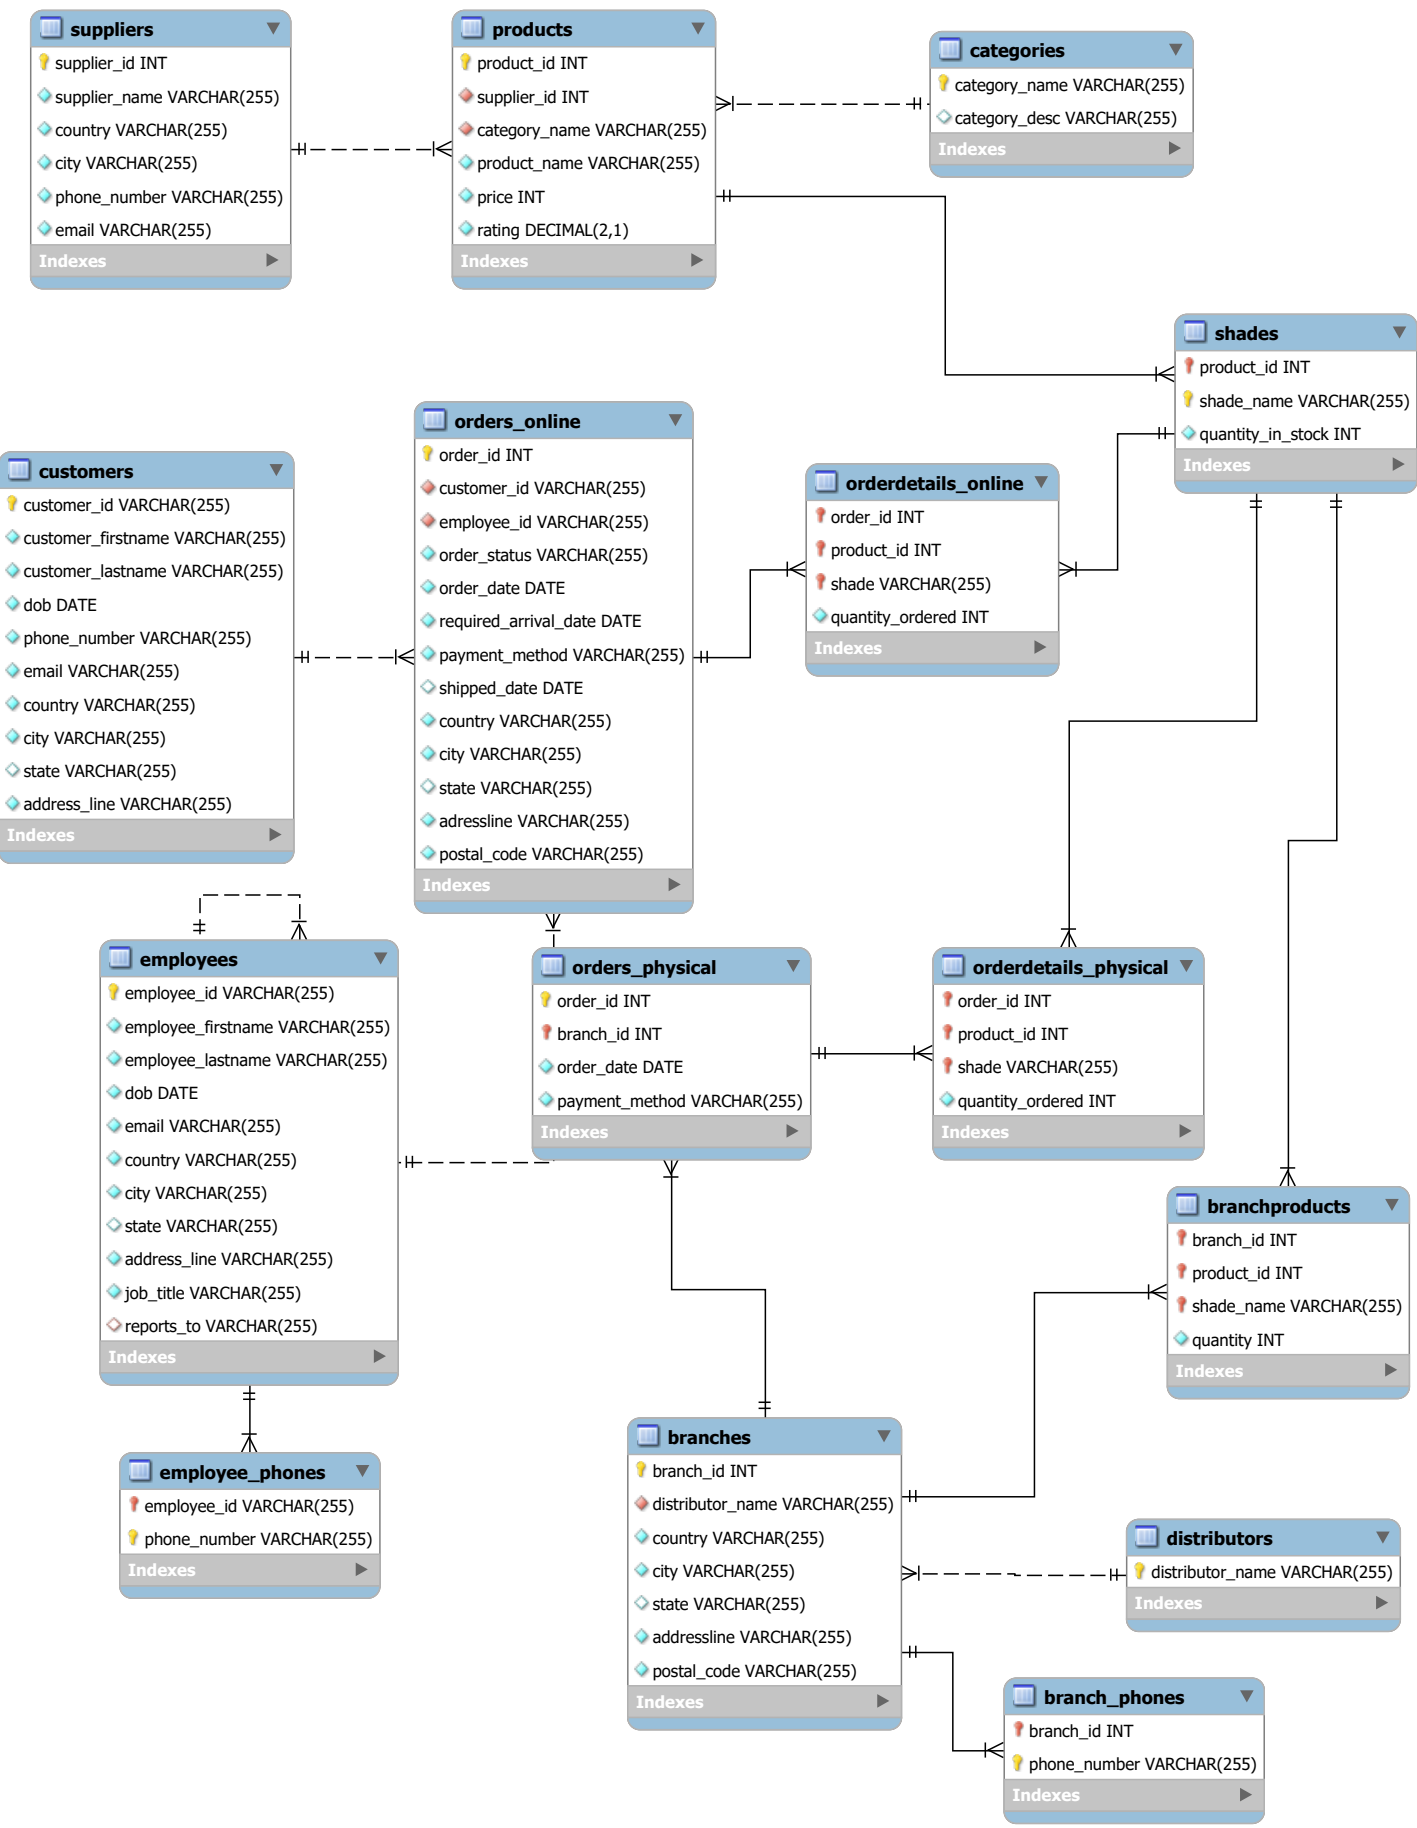 suppliers
supplier_id INT
supplier_name VARCHAR(255)
country VARCHAR(255)
city VARCHAR(255)
phone_number VARCHAR(255)
email VARCHAR(255)
Indexes
products
product_id INT
supplier_id INT
category_name VARCHAR(255)
product_name VARCHAR(255)
price INT
rating DECIMAL(2,1)
Indexes
categories
category_name VARCHAR(255)
category_desc VARCHAR(255)
Indexes
shades
product_id INT
shade_name VARCHAR(255)
quantity_in_stock INT
Indexes
customers
customer_id VARCHAR(255)
customer_firstname VARCHAR(255)
customer_lastname VARCHAR(255)
dob DATE
phone_number VARCHAR(255)
email VARCHAR(255)
country VARCHAR(255)
city VARCHAR(255)
state VARCHAR(255)
address_line VARCHAR(255)
Indexes
orders_online
order_id INT
customer_id VARCHAR(255)
employee_id VARCHAR(255)
order_status VARCHAR(255)
order_date DATE
required_arrival_date DATE
payment_method VARCHAR(255)
shipped_date DATE
country VARCHAR(255)
city VARCHAR(255)
state VARCHAR(255)
adressline VARCHAR(255)
postal_code VARCHAR(255)
Indexes
orderdetails_online
order_id INT
product_id INT
shade VARCHAR(255)
quantity_ordered INT
Indexes
employees
employee_id VARCHAR(255)
employee_firstname VARCHAR(255)
employee_lastname VARCHAR(255)
dob DATE
email VARCHAR(255)
country VARCHAR(255)
city VARCHAR(255)
state VARCHAR(255)
address_line VARCHAR(255)
job_title VARCHAR(255)
reports_to VARCHAR(255)
Indexes
orders_physical
order_id INT
branch_id INT
order_date DATE
payment_method VARCHAR(255)
Indexes
orderdetails_physical
order_id INT
product_id INT
shade VARCHAR(255)
quantity_ordered INT
Indexes
branchproducts
branch_id INT
product_id INT
shade_name VARCHAR(255)
quantity INT
Indexes
employee_phones
employee_id VARCHAR(255)
phone_number VARCHAR(255)
Indexes
branches
branch_id INT
distributor_name VARCHAR(255)
country VARCHAR(255)
city VARCHAR(255)
state VARCHAR(255)
addressline VARCHAR(255)
postal_code VARCHAR(255)
Indexes
distributors
distributor_name VARCHAR(255)
Indexes
branch_phones
branch_id INT
phone_number VARCHAR(255)
Indexes